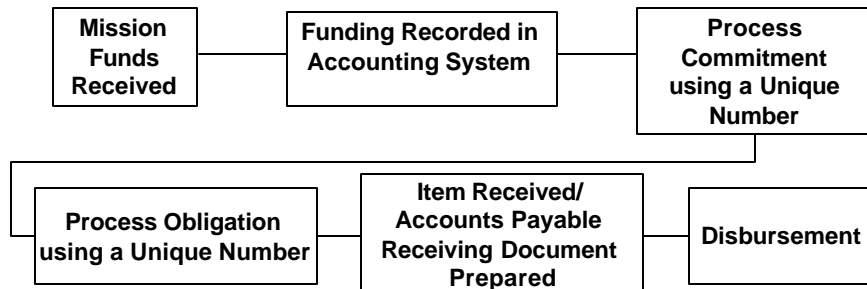 Mission
Funds
Received
Funding Recorded in
Accounting System
Process
Commitment
using a Unique
Number
Process Obligation
using a Unique Number
Item Received/
Accounts Payable
Receiving Document
Prepared
Disbursement